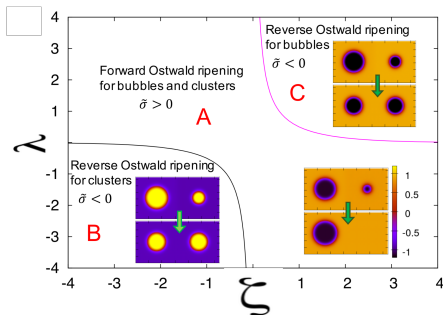 4
3
2
1
-1
-2
-3
-4
λ
-4
-3
-2
-1
0
1
2
3
4
ζ
Forward Ostwald ripening
for bubbles and clusters
σ̃ > 0
A
Reverse Ostwald ripening
for bubbles
σ̃ < 0
C
Reverse Ostwald ripening
for clusters
σ̃ < 0
B
1
0.5
0
-0.5
-1